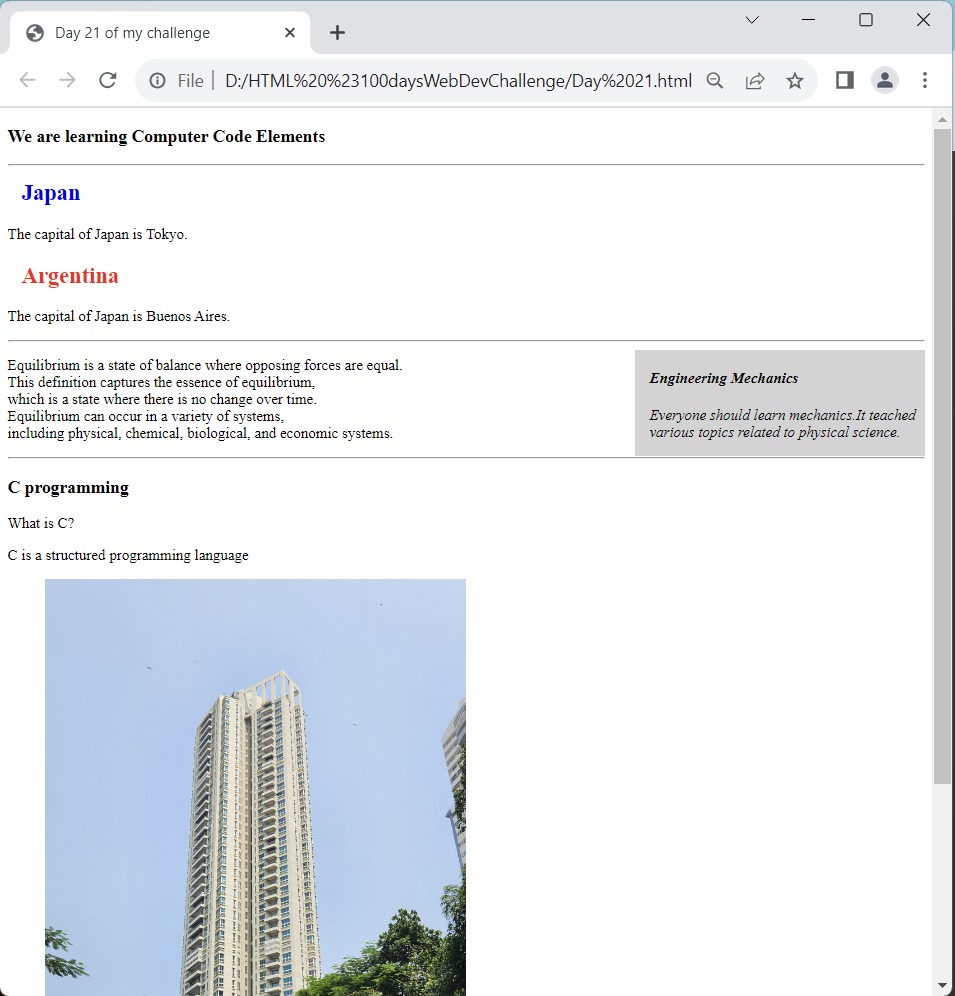 Day 21 of my challenge
File
D:/HTML%20%23100daysWebDevChallenge/Day%2021.html
We are learning Computer Code Elements
Japan
The capital of Japan is Tokyo.
Argentina
The capital of Japan is Buenos Aires.
Equilibrium is a state of balance where opposing forces are equal.
This definition captures the essence of equilibrium,
which is a state where there is no change over time.
Equilibrium can occur in a variety of systems,
including physical, chemical, biological, and economic systems.
Engineering Mechanics
Everyone should learn mechanics.It teached
various topics related to physical science.
C programming
What is C?
C is a structured programming language